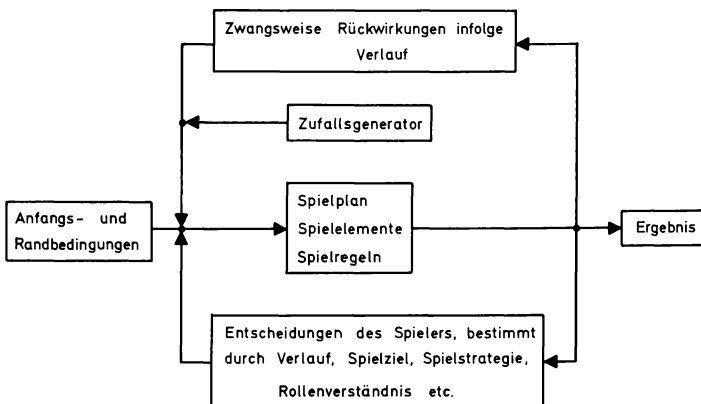 Zwangsweise Rückwirkungen infolge
Verlauf
Zufallsgenerator
Anfangs- und
Randbedingungen
Spielplan
Spielelemente
Spielregeln
Ergebnis
Entscheidungen des Spielers, bestimmt
durch Verlauf, Spielziel, Spielstrategie,
Rollenverständnis etc.